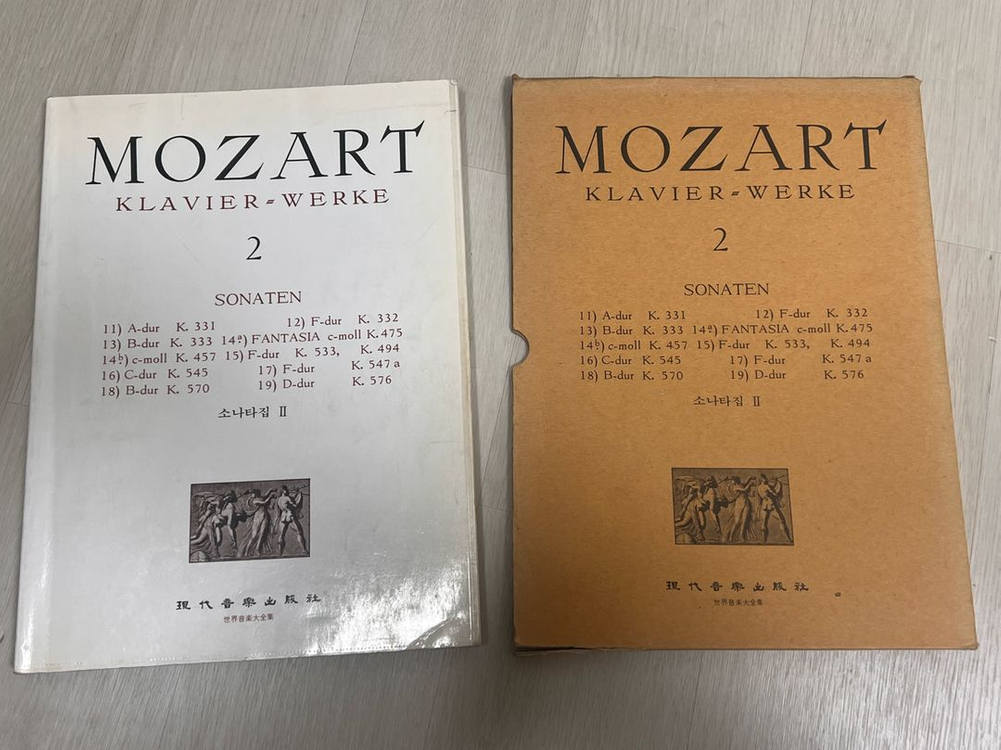 MOZART
KLAVIER=WERKE
2
SONATEN
11) A-dur K. 331 12) F-dur K. 332
13) B-dur K. 333 14a) FANTASIA c-moll K.475
14b) c-moll K. 457 15) F-dur K. 533, K. 494
16) C-dur K. 545 17) F-dur K. 547a
18) B-dur K. 570 19) D-dur K. 576
소나타집 II
現代音樂出版社
世界音楽大全集
MOZART
KLAVIER=WERKE
2
SONATEN
11) A-dur K. 331 12) F-dur K. 332
13) B-dur K. 333 14a) FANTASIA c-moll K.475
14b) c-moll K. 457 15) F-dur K. 533, K. 494
16) C-dur K. 545 17) F-dur K. 547a
18) B-dur K. 570 19) D-dur K. 576
소나타집 II
現代音樂出版社
世界音楽大全集